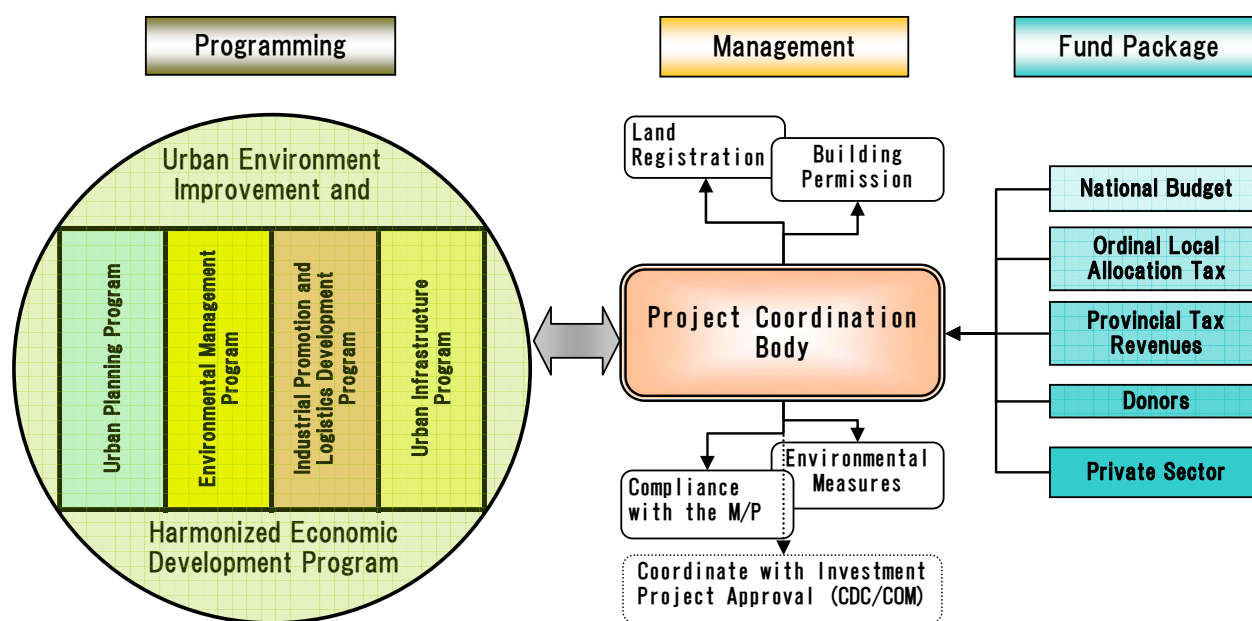 Programming
Management
Fund Package
Urban Environment
Improvement and
Urban Planning Program
Environmental Management
Program
Industrial Promotion and
Logistics Development
Program
Urban Infrastructure
Program
Harmonized Economic
Development Program
Land
Registration
Building
Permission
Project Coordination
Body
Compliance
with the M/P
Environmental
Measures
Coordinate with Investment
Project Approval (CDC/COM)
National Budget
Ordinal Local
Allocation Tax
Provincial Tax
Revenues
Donors
Private Sector